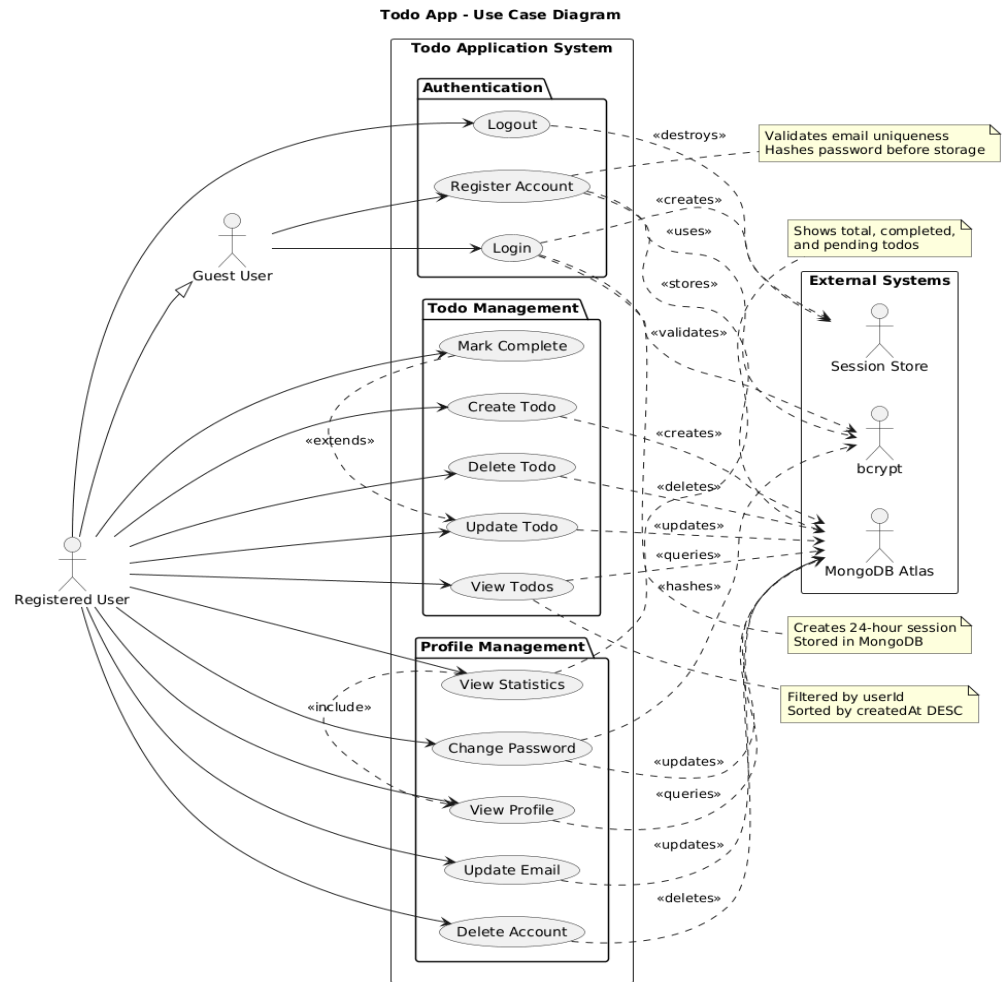 Todo App - Use Case Diagram
Todo Application System
Authentication
Logout
Register Account
Login
Guest User
Registered User
Todo Management
Mark Complete
Create Todo
Delete Todo
Update Todo
View Todos
«extends»
Profile Management
View Statistics
Change Password
View Profile
Update Email
Delete Account
«include»
«destroys»
«creates»
«uses»
«stores»
«validates»
«creates»
«deletes»
«updates»
«queries»
«hashes»
«updates»
«queries»
«updates»
«deletes»
Validates email uniqueness
Hashes password before storage
Shows total, completed,
and pending todos
External Systems
Session Store
bcrypt
MongoDB Atlas
Creates 24-hour session
Stored in MongoDB
Filtered by userId
Sorted by createdAt DESC